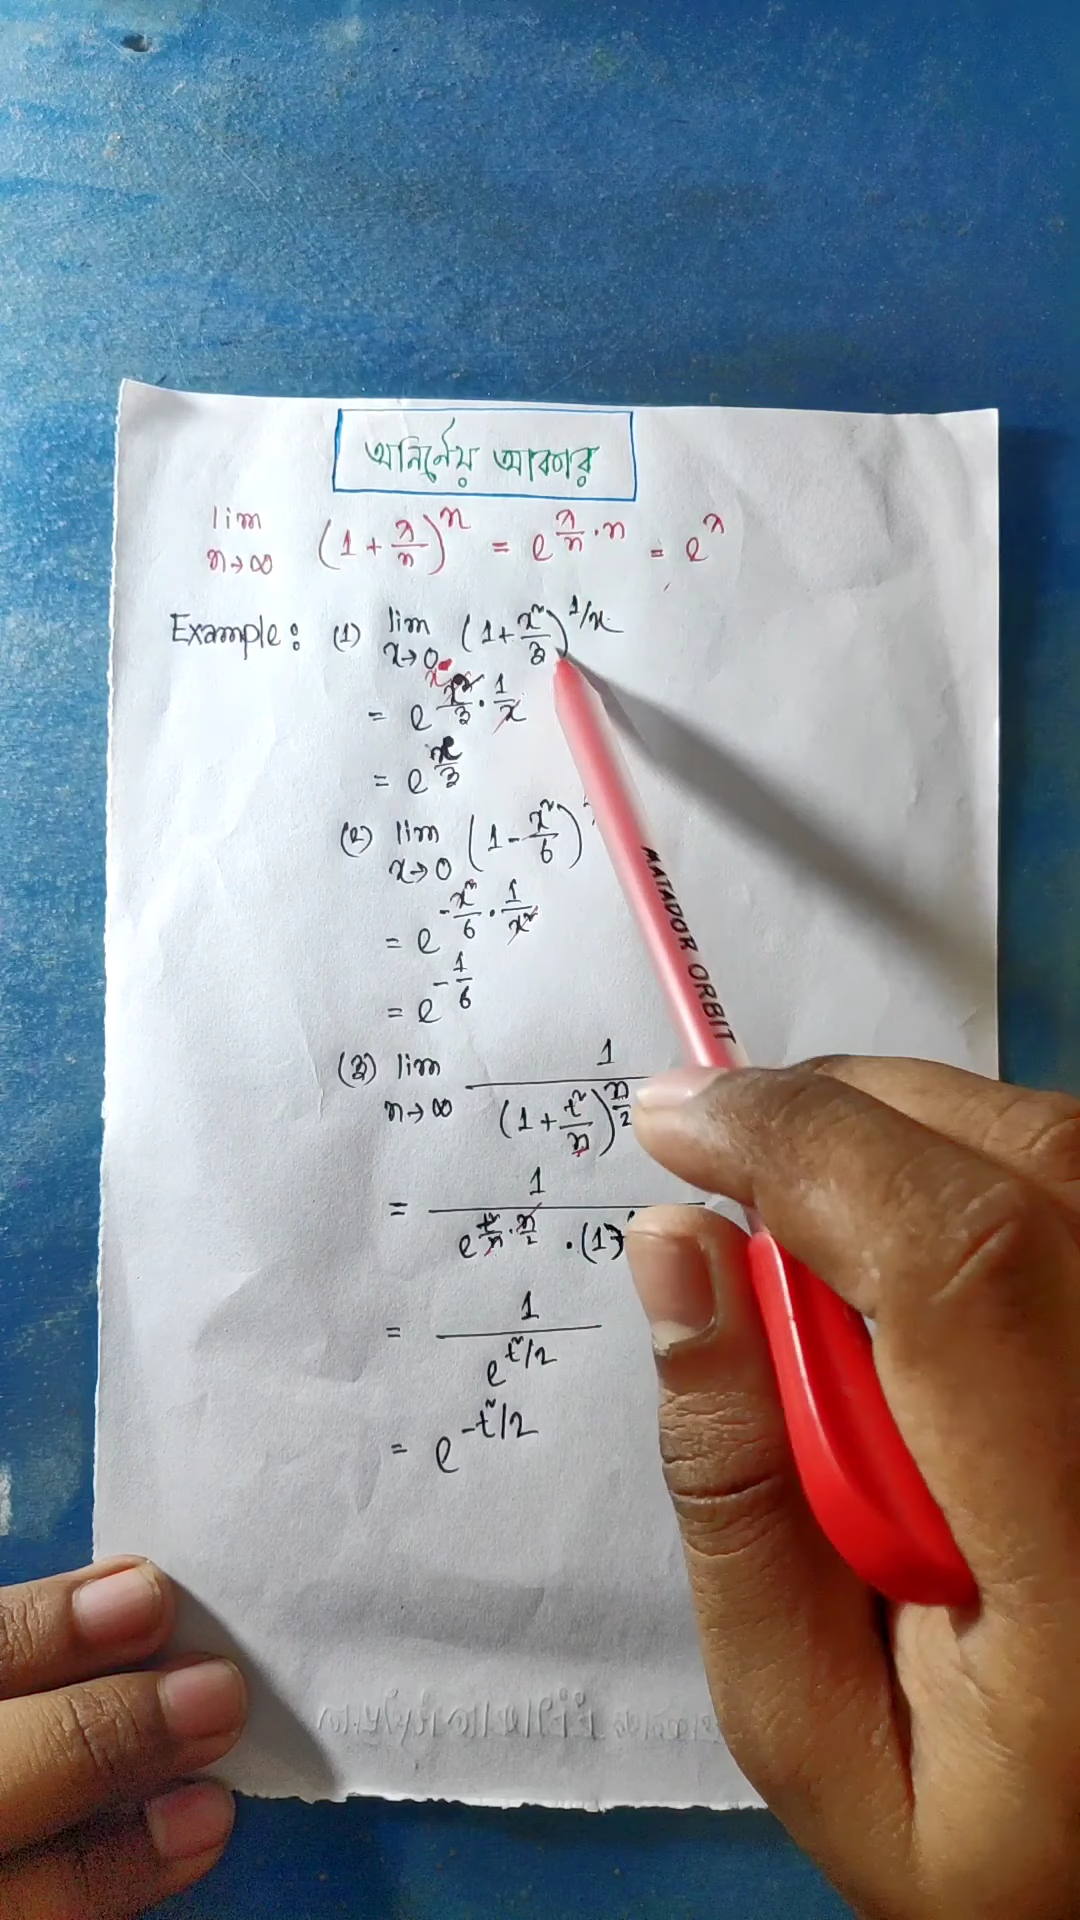 অনির্নেয় আকার
lim n→∞ (1 + λ/n)^n = e^(λ/n · n) = e^λ
Example: (1) lim x→0 (1 + x²/3)^(1/x)
= e^(x²/3 · 1/x)
= e^(x/3)
(2) lim x→0 (1 - x²/6)
= e^(-x²/6 · 1/x²)
= e^(-1/6)
(3) lim n→∞ 1 / (1 + t²/n)^(n/2)
= 1 / e^(t²/n · n/2) · (1+
= 1 / e^(t²/2)
= e^(-t²/2)
MATADOR ORBIT